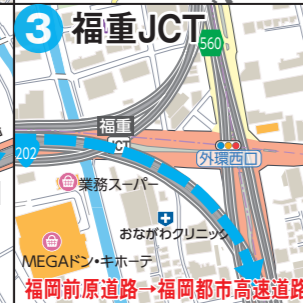 3 福重JCT
560
福重
JCT
202
外環西口
業務スーパー
おながわクリニック
MEGAドン・キホーテ
福岡前原道路→福岡都市高速道路